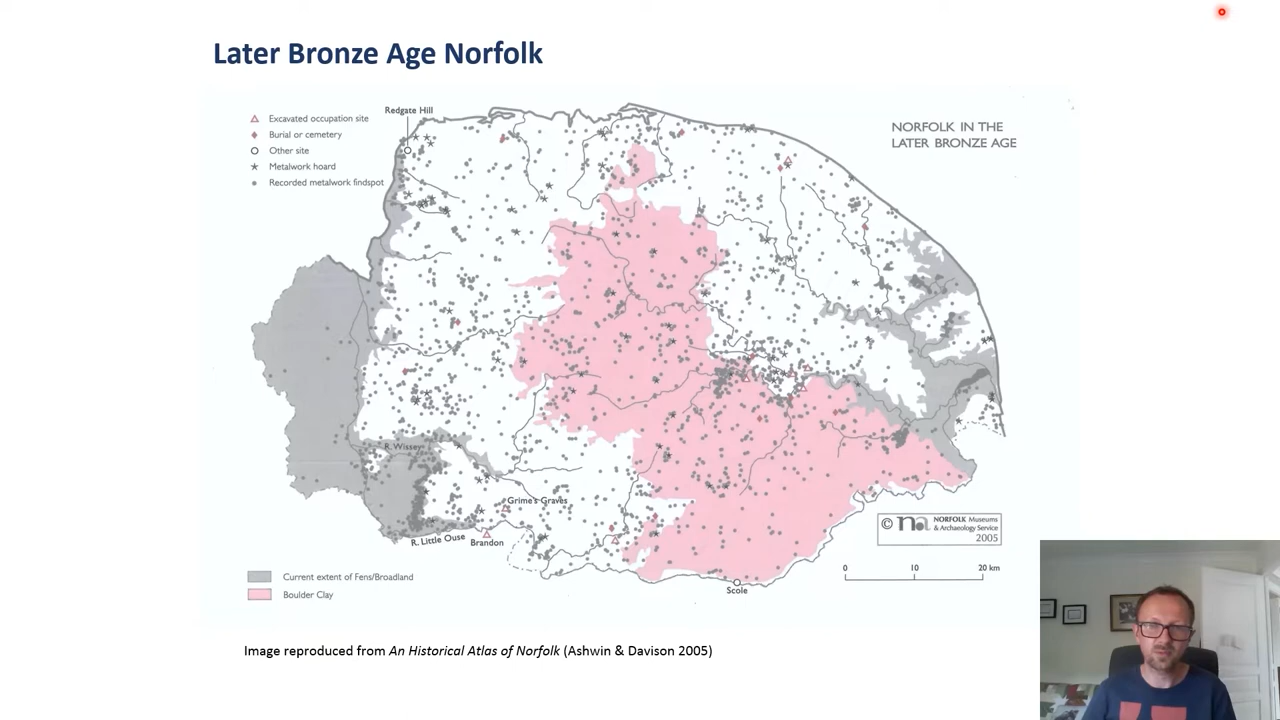 Later Bronze Age Norfolk
Redgate Hill
Excavated occupation site
Burial or cemetery
Other site
Metalwork hoard
Recorded metalwork findspot
NORFOLK IN THE
LATER BRONZE AGE
R. Wissey
Grime's Graves
R. Little Ouse
Brandon
© na NORFOLK Museums
& Archaeology Service
2005
0 10 20 km
Current extent of Fens/Broadland
Boulder Clay
Scole
Image reproduced from An Historical Atlas of Norfolk (Ashwin & Davison 2005)